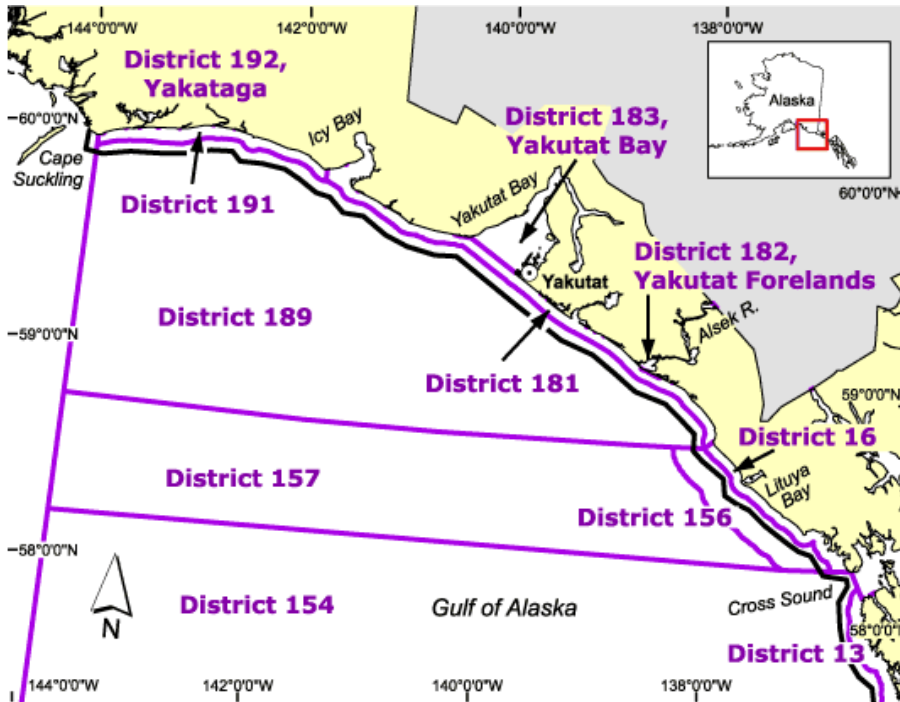 144°0'0"W
142°0'0"W
140°0'0"W
138°0'0"W
District 192,
Yakataga
Alaska
60°0'0"N
60°0'0"N
Icy Bay
District 183,
Yakutat Bay
Cape
Suckling
District 191
Yakutat Bay
District 182,
Yakutat Forelands
Yakutat
Alsek R.
District 189
59°0'0"N
District 181
59°0'0"N
District 16
Lituya
Bay
District 157
District 156
58°0'0"N
Cross Sound
District 154
Gulf of Alaska
N
58°0'0"N
District 13
144°0'0"W
142°0'0"W
140°0'0"W
138°0'0"W